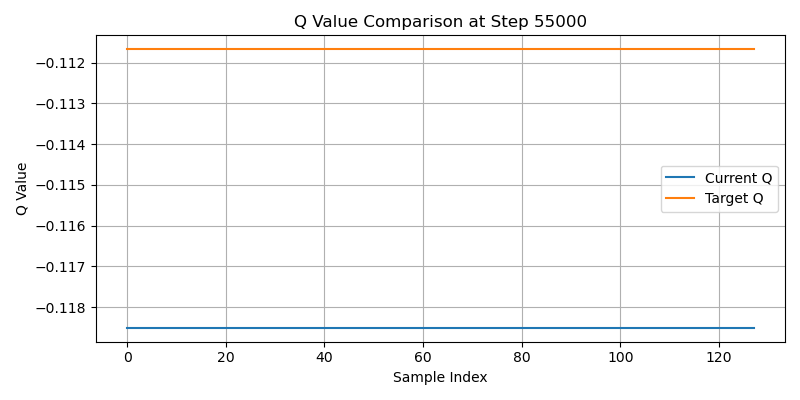 Q Value Comparison at Step 55000
Q Value
−0.112
−0.113
−0.114
−0.115
−0.116
−0.117
−0.118
Current Q
Target Q
0 20 40 60 80 100 120
Sample Index